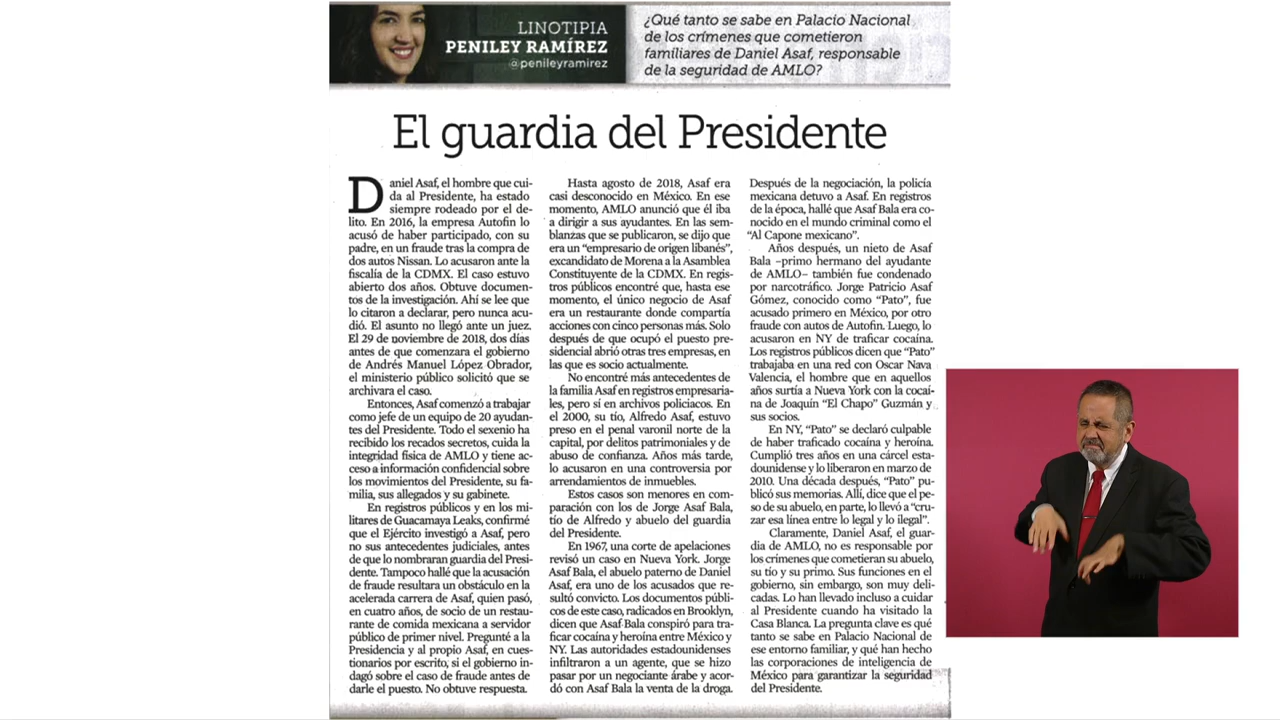 LINOTIPIA
PENILEY RAMÍREZ
@penileyramirez
¿Qué tanto se sabe en Palacio Nacional
de los crímenes que cometieron
familiares de Daniel Asaf, responsable
de la seguridad de AMLO?
El guardia del Presidente
Daniel Asaf, el hombre que cui-
da al Presidente, ha estado
siempre rodeado por el de-
lito. En 2016, la empresa Autofin lo
acusó de haber participado, con su
padre, en un fraude tras la compra de
dos autos Nissan. Lo acusaron ante la
fiscalía de la CDMX. El caso estuvo
abierto dos años. Obtuve documen-
tos de la investigación. Ahí se lee que
lo citaron a declarar, pero nunca acu-
dió. El asunto no llegó ante un juez.
El 29 de noviembre de 2018, dos días
antes de que comenzara el gobierno
de Andrés Manuel López Obrador,
el ministerio público solicitó que se
archivara el caso.
Entonces, Asaf comenzó a trabajar
como jefe de un equipo de 20 ayudan-
tes del Presidente. Todo el sexenio ha
recibido los recados secretos, cuida la
integridad física de AMLO y tiene ac-
ceso a información confidencial sobre
los movimientos del Presidente, su fa-
milia, sus allegados y su gabinete.
En registros públicos y en los mi-
litares de Guacamaya Leaks, confirmé
que el Ejército investigó a Asaf, pero
no sus antecedentes judiciales, antes
de que lo nombraran guardia del Presi-
dente. Tampoco hallé que la acusación
de fraude resultara un obstáculo en la
acelerada carrera de Asaf, quien pasó,
en cuatro años, de socio de un restau-
rante de comida mexicana a servidor
público de primer nivel. Pregunté a la
Presidencia y al propio Asaf, en cues-
tionarios por escrito, si el gobierno in-
dagó sobre el caso de fraude antes de
darle el puesto. No obtuve respuesta.
Hasta agosto de 2018, Asaf era
casi desconocido en México. En ese
momento, AMLO anunció que él iba
a dirigir a sus ayudantes. En las sem-
blanzas que se publicaron, se dijo que
era un “empresario de origen libanés”,
excandidato de Morena a la Asamblea
Constituyente de la CDMX. En regis-
tros públicos encontré que, hasta ese
momento, el único negocio de Asaf
era un restaurante donde compartía
acciones con cinco personas más. Solo
después de que ocupó el puesto pre-
sidencial abrió otras tres empresas, en
las que es socio actualmente.
No encontré más antecedentes de
la familia Asaf en registros empresaria-
les, pero sí en archivos policiacos. En
el 2000, su tío, Alfredo Asaf, estuvo
preso en el penal varonil norte de la
capital, por delitos patrimoniales y de
abuso de confianza. Años más tarde,
lo acusaron en una controversia por
arrendamientos de inmuebles.
Estos casos son menores en com-
paración con los de Jorge Asaf Bala,
tío de Alfredo y abuelo del guardia
del Presidente.
En 1967, una corte de apelaciones
revisó un caso en Nueva York. Jorge
Asaf Bala, el abuelo paterno de Daniel
Asaf, era uno de los acusados que re-
sultó convicto. Los documentos públi-
cos de este caso, radicados en Brooklyn,
dicen que Asaf Bala conspiró para tra-
ficar cocaína y heroína entre México y
NY. Las autoridades estadounidenses
infiltraron a un agente, que se hizo
pasar por un negociante árabe y acor-
dó con Asaf Bala la venta de la droga.
Después de la negociación, la policía
mexicana detuvo a Asaf. En registros
de la época, hallé que Asaf Bala era co-
nocido en el mundo criminal como el
“Al Capone mexicano”.
Años después, un nieto de Asaf
Bala –primo hermano del ayudante
de AMLO– también fue condenado
por narcotráfico. Jorge Patricio Asaf
Gómez, conocido como “Pato”, fue
acusado primero en México, por otro
fraude con autos de Autofin. Luego, lo
acusaron en NY de traficar cocaína.
Los registros públicos dicen que “Pato”
trabajaba en una red con Oscar Nava
Valencia, el hombre que en aquellos
años surtía a Nueva York con la cocaí-
na de Joaquín “El Chapo” Guzmán y
sus socios.
En NY, “Pato” se declaró culpable
de haber traficado cocaína y heroína.
Cumplió tres años en una cárcel esta-
dounidense y lo liberaron en marzo de
2010. Una década después, “Pato” pu-
blicó sus memorias. Allí, dice que el pe-
so de su abuelo, en parte, lo llevó a “cru-
zar esa línea entre lo legal y lo ilegal”.
Claramente, Daniel Asaf, el guar-
dia de AMLO, no es responsable por
los crímenes que cometieran su abuelo,
su tío y su primo. Sus funciones en el
gobierno, sin embargo, son muy deli-
cadas. Lo han llevado incluso a cuidar
al Presidente cuando ha visitado la
Casa Blanca. La pregunta clave es qué
tanto se sabe en Palacio Nacional de
ese entorno familiar, y qué han hecho
las corporaciones de inteligencia de
México para garantizar la seguridad
del Presidente.